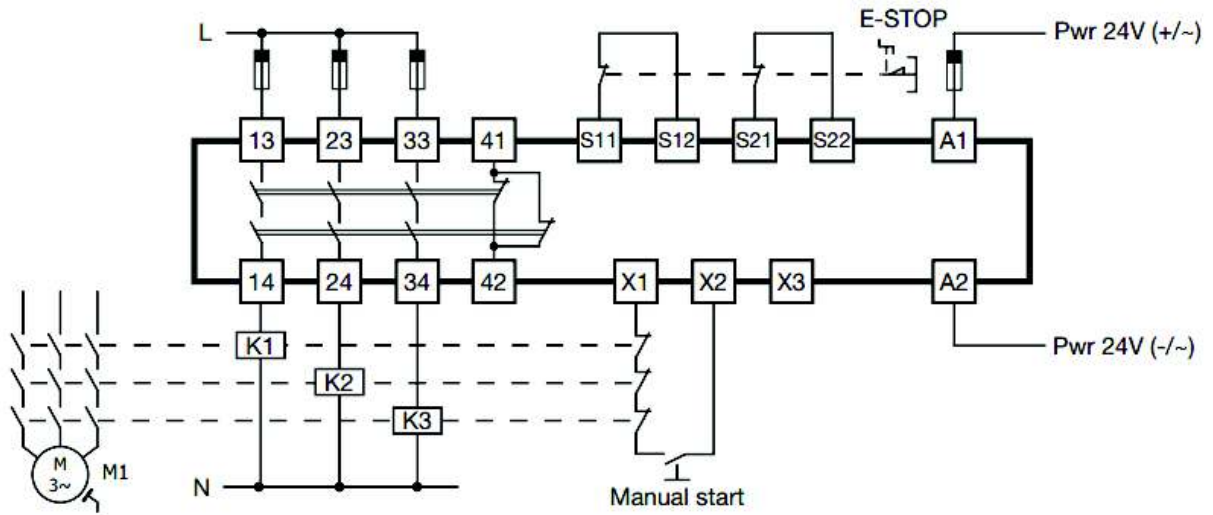 E-STOP
L
Pwr 24V (+/~)
13 23 33 41 S11 S12 S21 S22 A1
14 24 34 42 X1 X2 X3 A2
K1
Pwr 24V (-/~)
K2
K3
M
3~
M1
N
Manual start